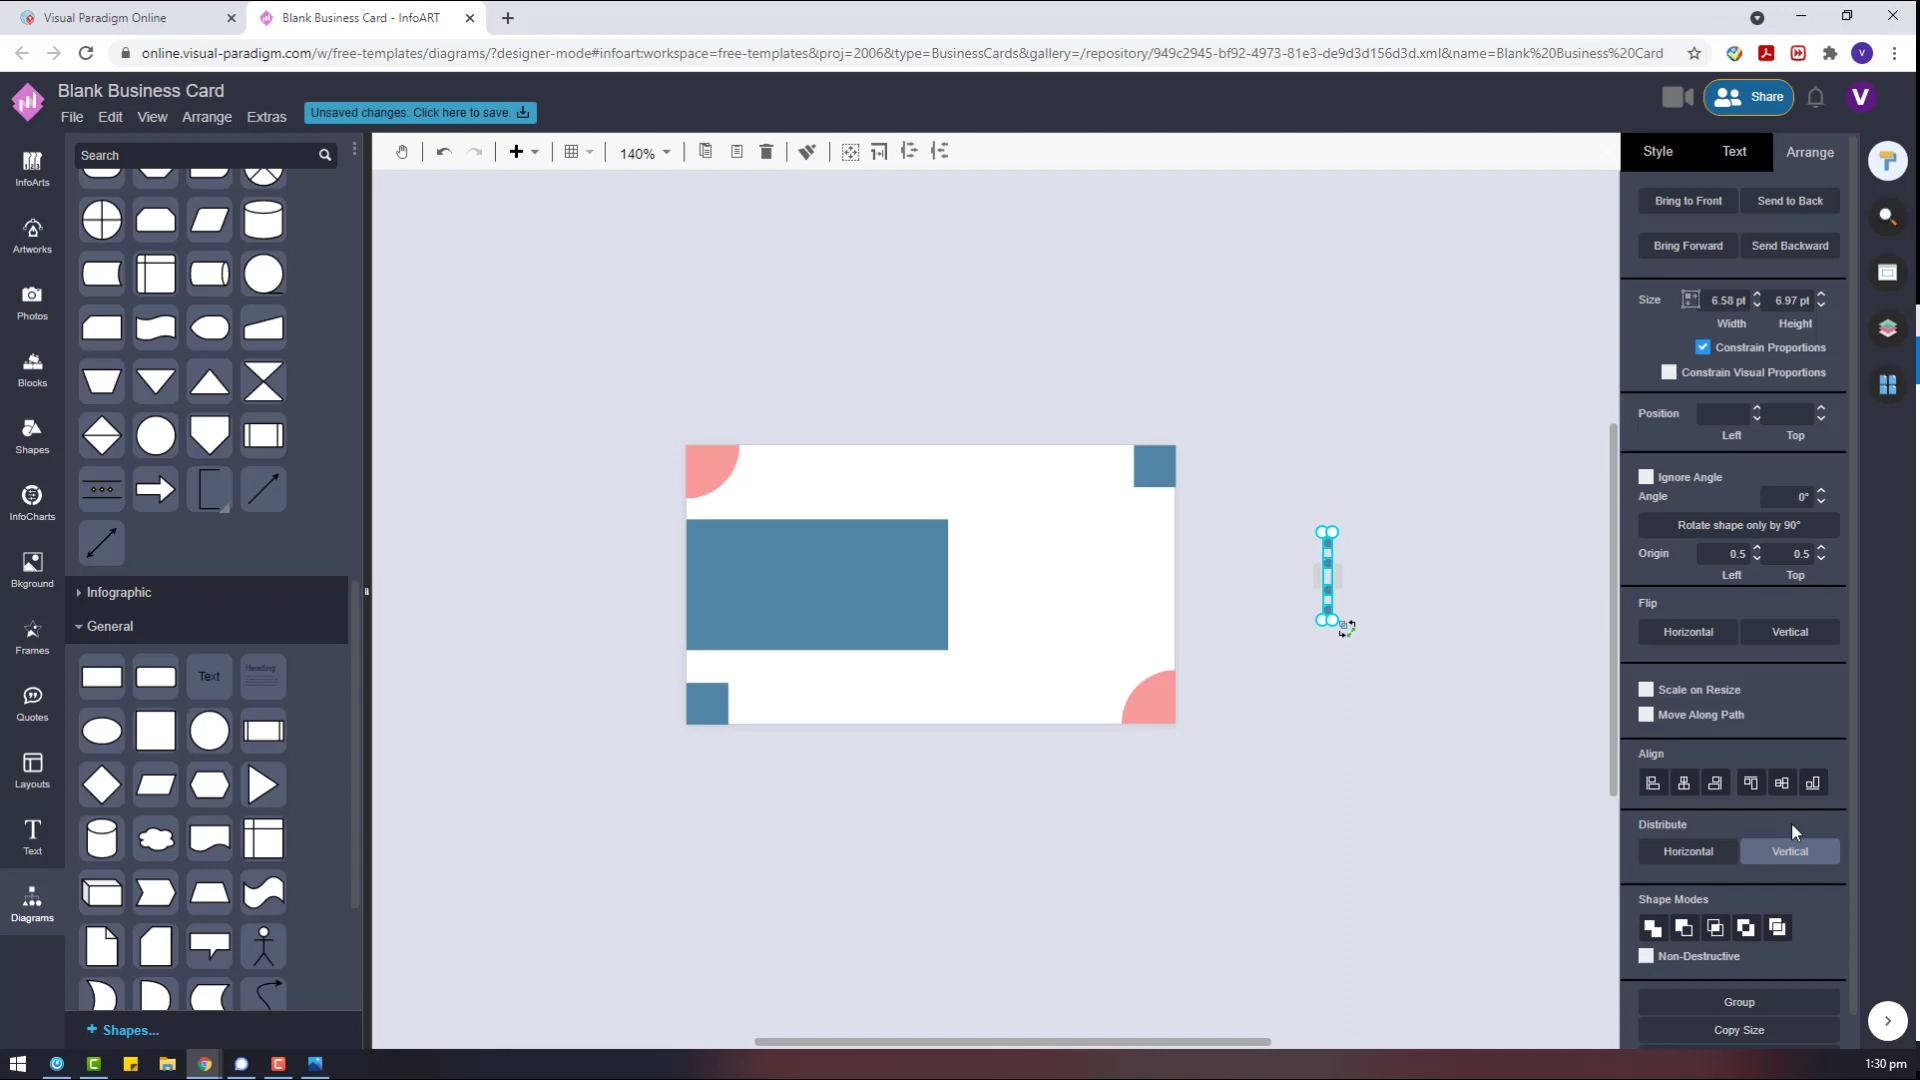 Visual Paradigm Online
Blank Business Card - InfoART
online.visual-paradigm.com/w/free-templates/diagrams/?designer-mode#infoart:workspace=free-templates&proj=2006&type=BusinessCards&gallery=/repository/949c2945-bf92-4973-81e3-de9d3d156d3d.xml&name=Blank%20Business%20Card
V
Blank Business Card
File Edit View Arrange Extras
Unsaved changes. Click here to save.
Share
V
InfoArts
Artworks
Photos
Blocks
Shapes
InfoCharts
Bkground
Frames
Quotes
Layouts
Text
Diagrams
Search
Infographic
General
Text
Heading
+ Shapes...
140%
Style Text Arrange
Bring to Front Send to Back
Bring Forward Send Backward
Size 6.58 pt 6.97 pt
Width Height
Constrain Proportions
Constrain Visual Proportions
Position
Left Top
Ignore Angle
Angle 0°
Rotate shape only by 90°
Origin 0.5 0.5
Left Top
Flip
Horizontal Vertical
Scale on Resize
Move Along Path
Align
Distribute
Horizontal Vertical
Shape Modes
Non-Destructive
Group
Copy Size
1:30 pm